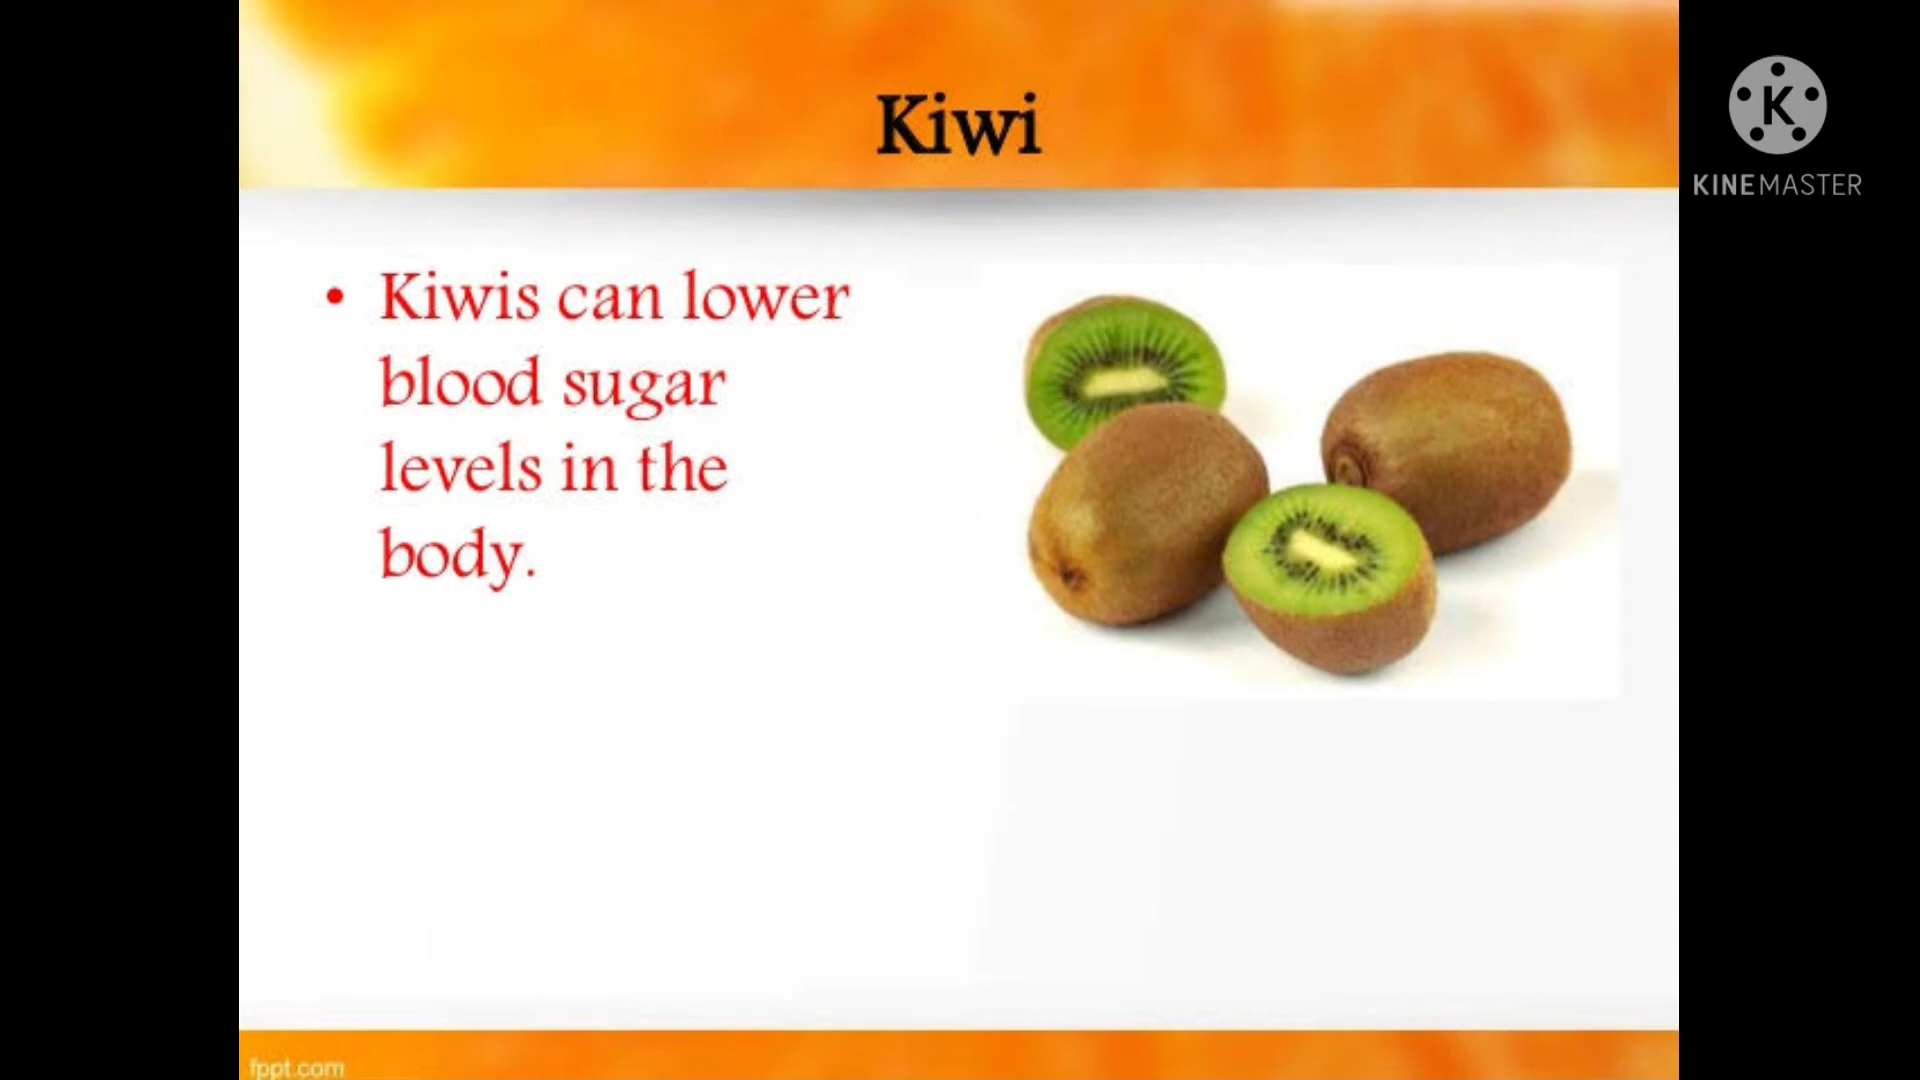 Kiwi
K
KINEMASTER
• Kiwis can lower
blood sugar
levels in the
body.
fppt.com